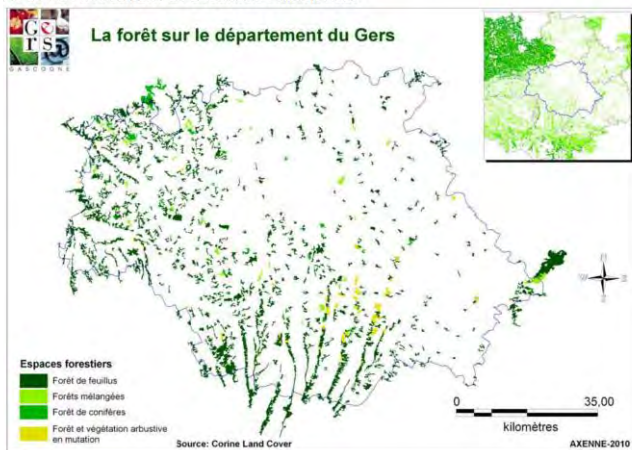 Gers
GASCOGNE
La forêt sur le département du Gers
N
W
E
S
Espaces forestiers
Forêt de feuillus
Forêts mélangées
Forêt de conifères
Forêt et végétation arbustive
en mutation
Source: Corine Land Cover
0
35,00
kilomètres
AXENNE-2010